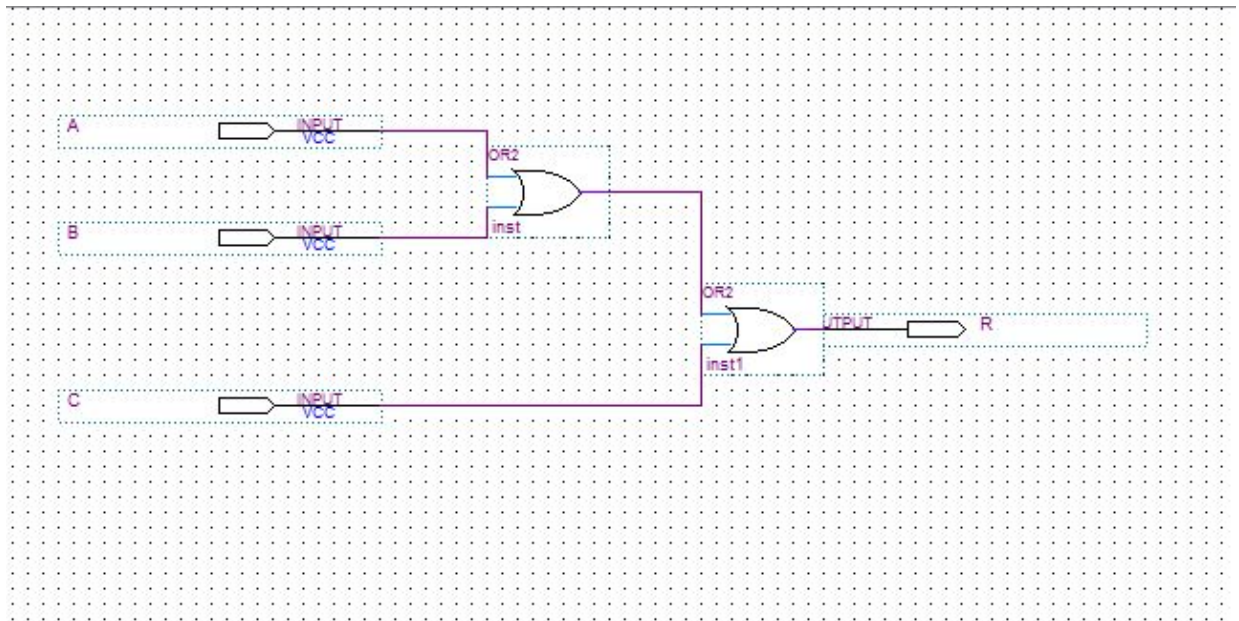 A
INPUT
VCC
OR2
B
INPUT
VCC
inst
OR2
UTPUT
R
inst1
C
INPUT
VCC